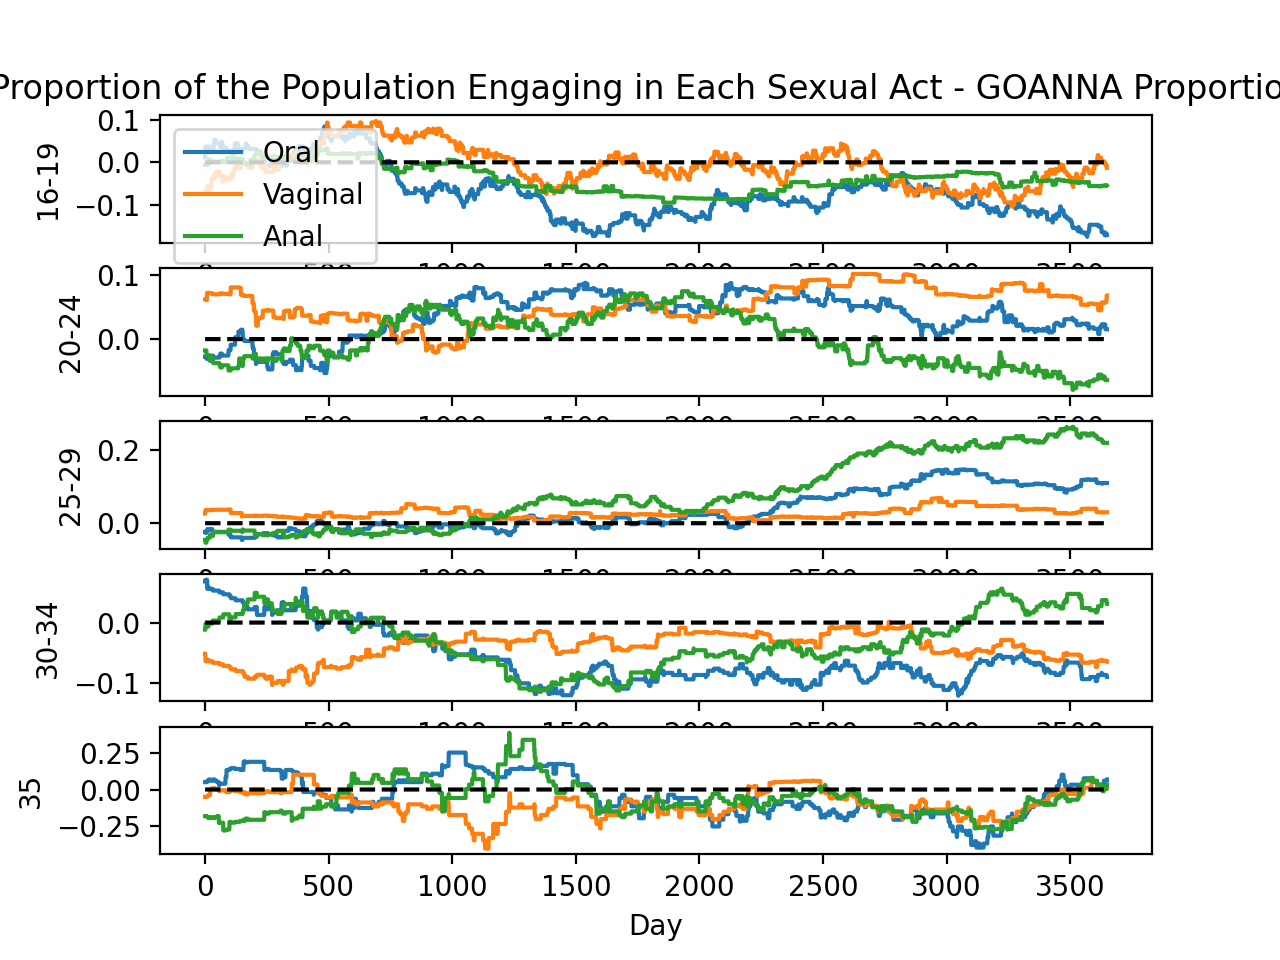 Proportion of the Population Engaging in Each Sexual Act - GOANNA Proportio
0.1
0.0
−0.1
16-19
Oral
Vaginal
Anal
0.1
0.0
20-24
0.2
0.0
25-29
0.0
−0.1
30-34
0.25
0.00
−0.25
35
0 500 1000 1500 2000 2500 3000 3500
Day